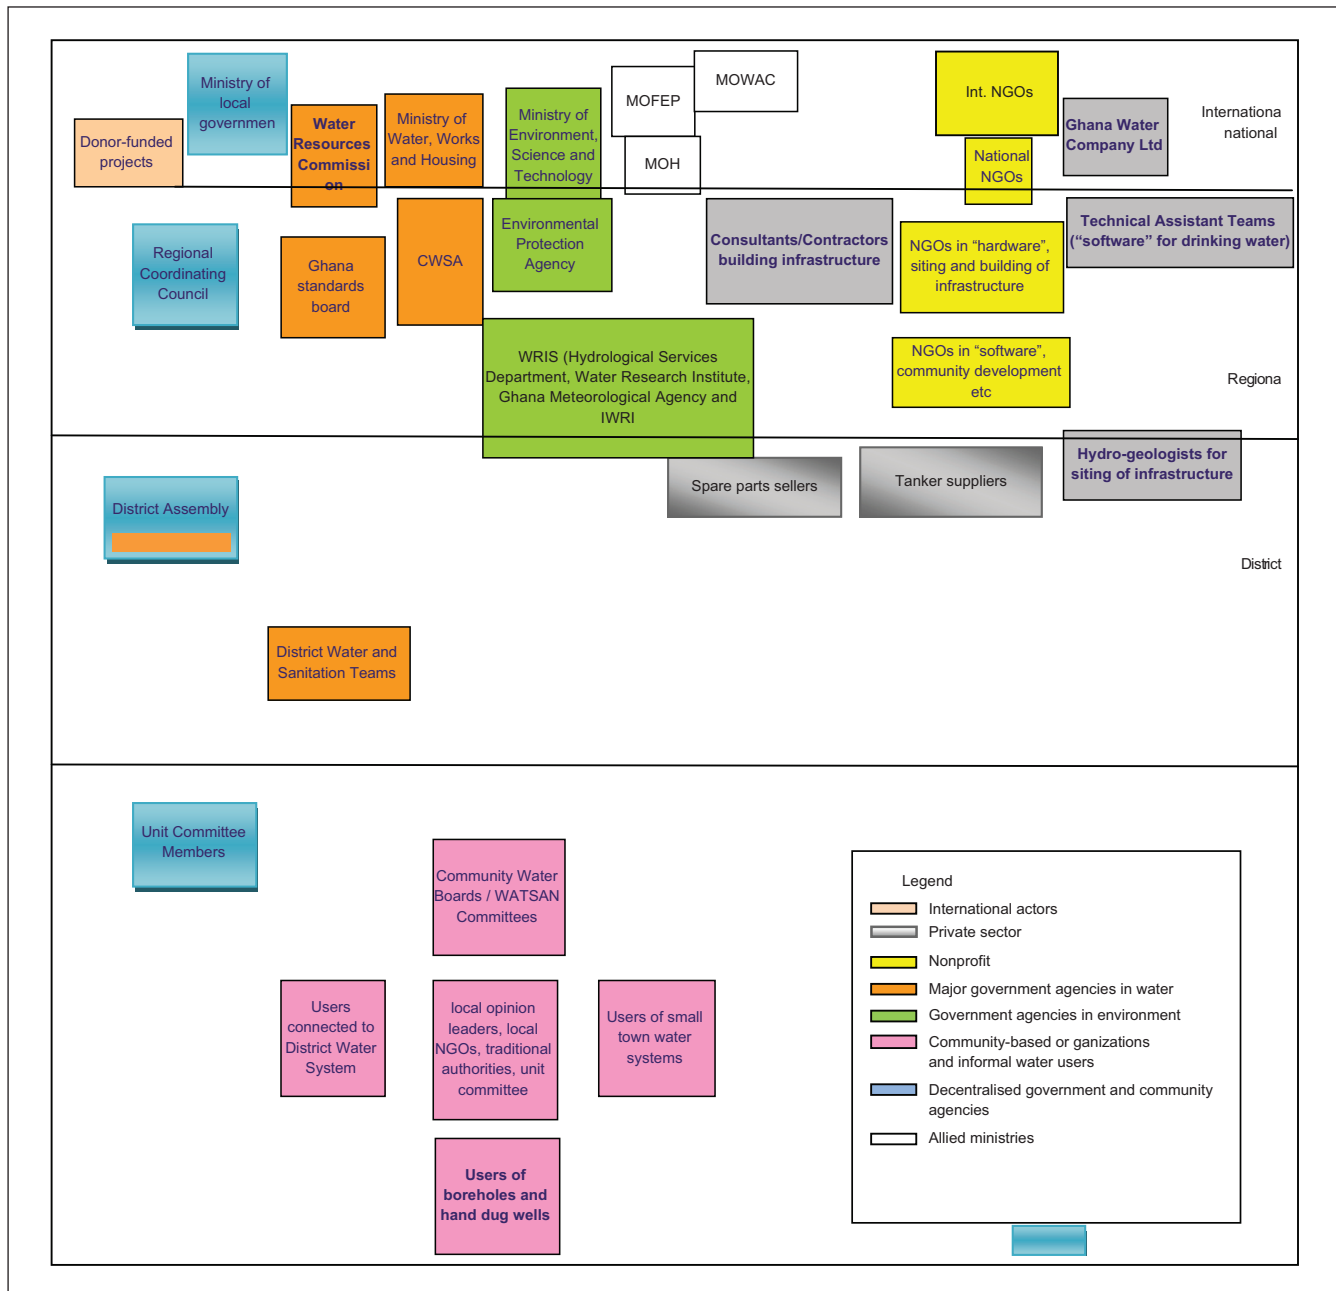 Ministry of
local
governmen
Donor-funded
projects
Water
Resources
Commissi
on
Ministry of
Water, Works
and Housing
Ministry of
Environment,
Science and
Technology
MOFEP
MOWAC
MOH
Int. NGOs
National
NGOs
Ghana Water
Company Ltd
Internationa
national
Regional
Coordinating
Council
Ghana
standards
board
CWSA
Environmental
Protection
Agency
Consultants/Contractors
building infrastructure
NGOs in “hardware”,
siting and building of
infrastructure
Technical Assistant Teams
(“software” for drinking water)
WRIS (Hydrological Services
Department, Water Research Institute,
Ghana Meteorological Agency and
IWRI
NGOs in “software”,
community development
etc
Regiona
District Assembly
Spare parts sellers
Tanker suppliers
Hydro-geologists for
siting of infrastructure
District
District Water and
Sanitation Teams
Unit Committee
Members
Community Water
Boards / WATSAN
Committees
Users
connected to
District Water
System
local opinion
leaders, local
NGOs, traditional
authorities, unit
committee
Users of small
town water
systems
Users of
boreholes and
hand dug wells
Legend
International actors
Private sector
Nonprofit
Major government agencies in water
Government agencies in environment
Community-based or ganizations
and informal water users
Decentralised government and community
agencies
Allied ministries